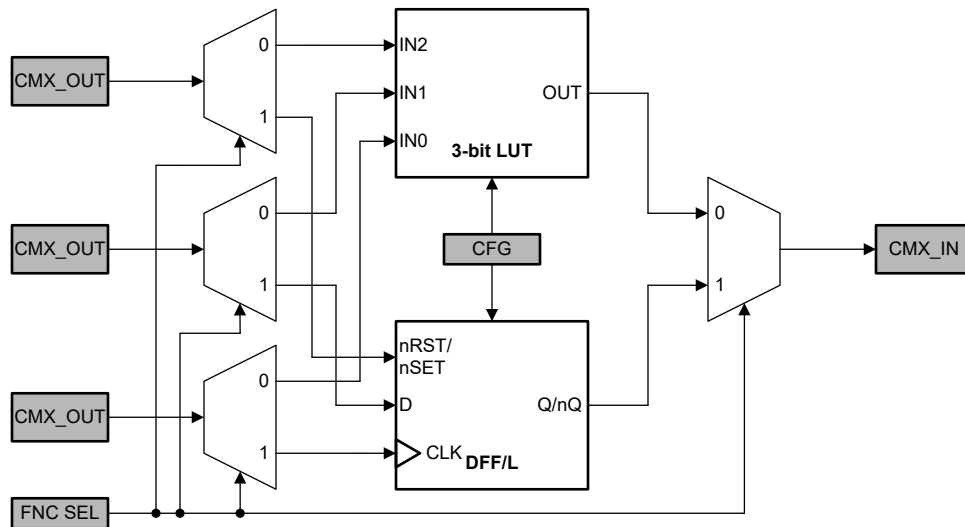 CMX_OUT
0
1
IN2
IN1
IN0
OUT
3-bit LUT
CMX_OUT
0
1
CFG
0
1
CMX_IN
CMX_OUT
0
1
nRST/
nSET
D
CLK
Q/nQ
DFF/L
FNC SEL